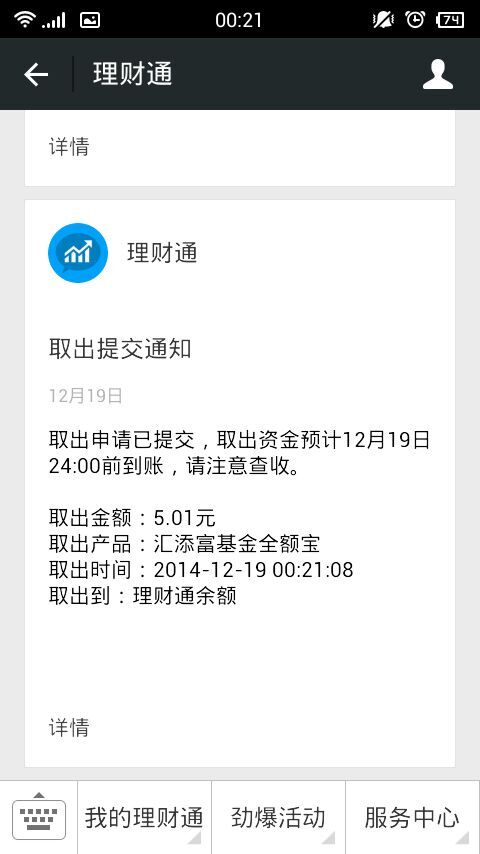 00:21
74
理财通
详情
理财通
取出提交通知
12月19日
取出申请已提交，取出资金预计12月19日
24:00前到账，请注意查收。
取出金额：5.01元
取出产品：汇添富基金全额宝
取出时间：2014-12-19 00:21:08
取出到：理财通余额
详情
我的理财通
劲爆活动
服务中心